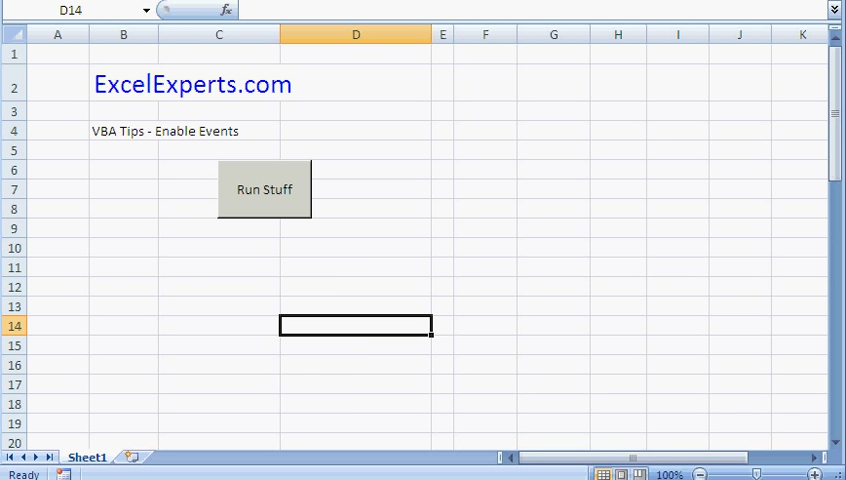 D14
fx
A B C D E F G H I J K
1
2 ExcelExperts.com
3
4 VBA Tips - Enable Events
5
6
7 Run Stuff
8
9
10
11
12
13
14
15
16
17
18
19
20
Sheet1
Ready 100%